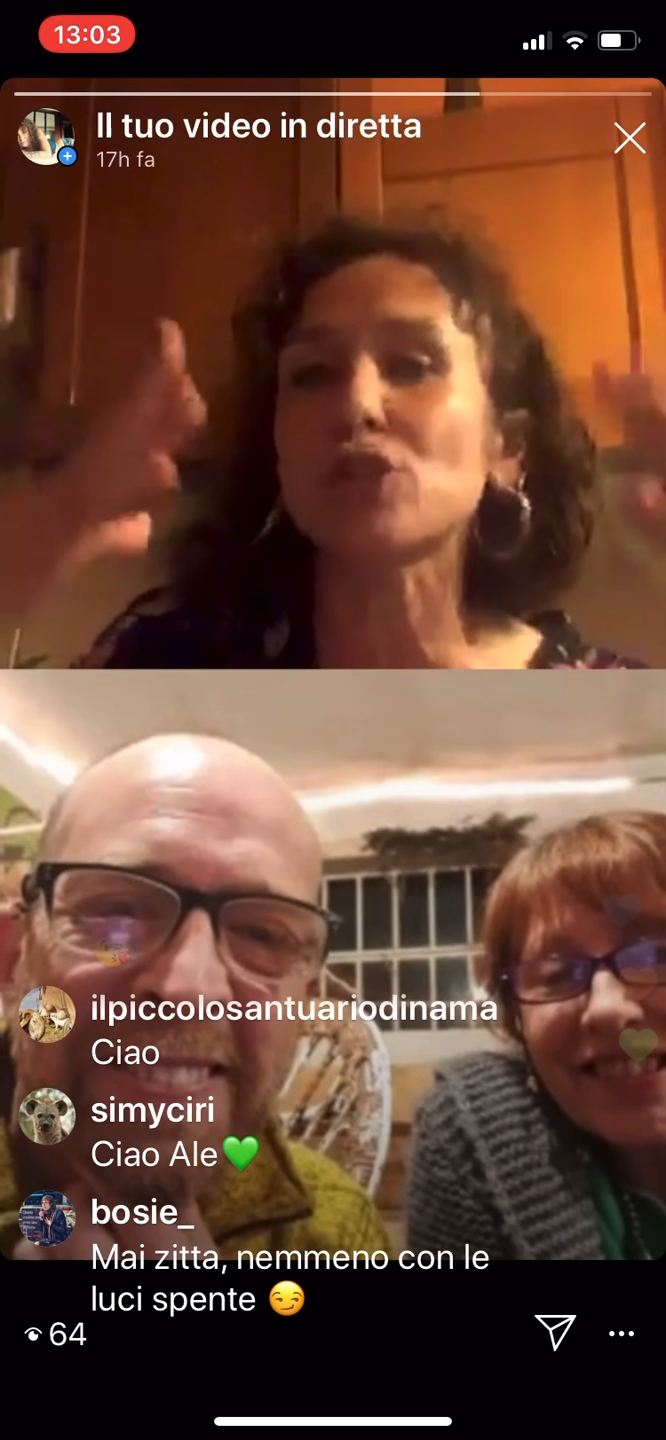 13:03
Il tuo video in diretta
17h fa
ilpiccolosantuariodinama
Ciao
simyciri
Ciao Ale💚
bosie_
Mai zitta, nemmeno con le
luci spente 😏
64